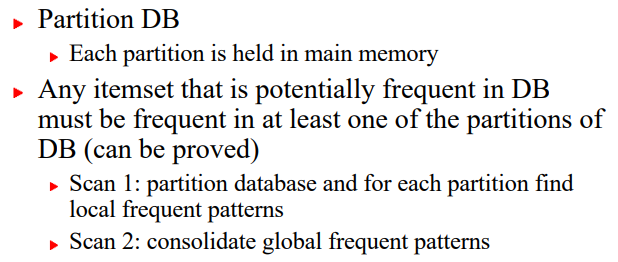 Partition DB
Each partition is held in main memory
Any itemset that is potentially frequent in DB
must be frequent in at least one of the partitions of
DB (can be proved)
Scan 1: partition database and for each partition find
local frequent patterns
Scan 2: consolidate global frequent patterns